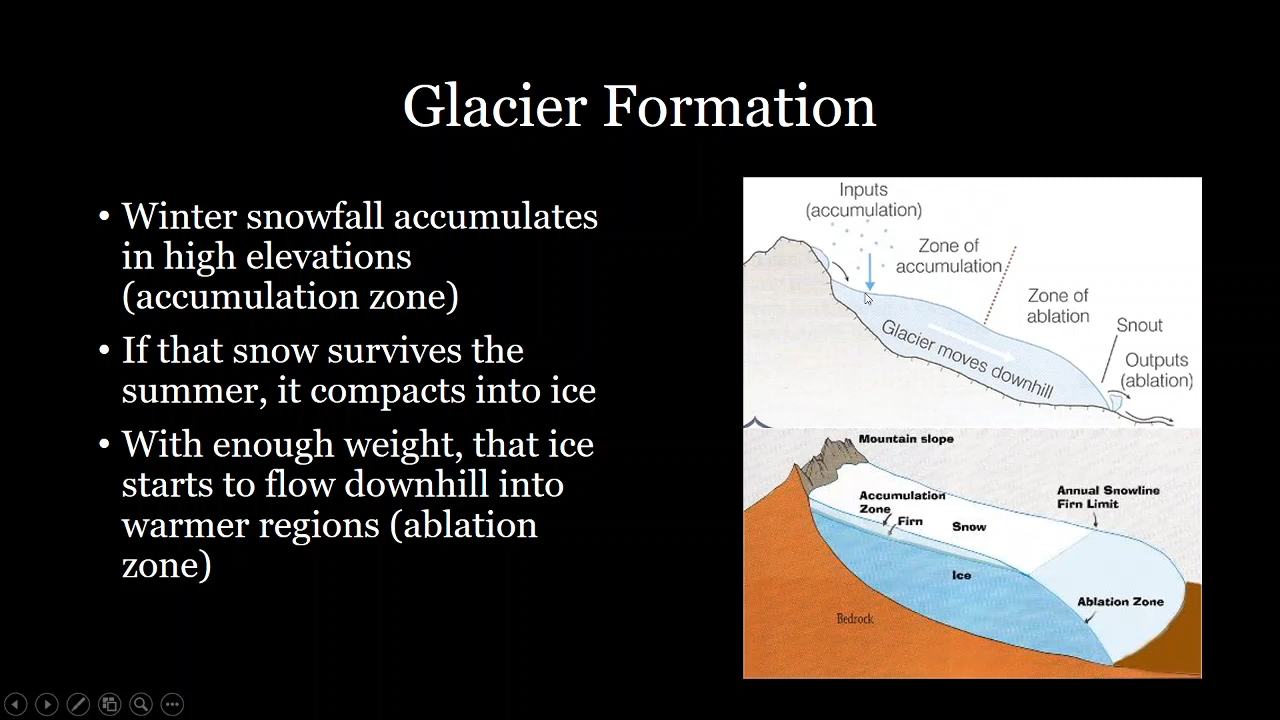 Glacier Formation
• Winter snowfall accumulates
in high elevations
(accumulation zone)
• If that snow survives the
summer, it compacts into ice
• With enough weight, that ice
starts to flow downhill into
warmer regions (ablation
zone)
Inputs
(accumulation)
Zone of
accumulation
Zone of
ablation
Snout
Outputs
(ablation)
Glacier moves downhill
Mountain slope
Accumulation
Zone
Firn
Snow
Annual Snowline
Firn Limit
Ice
Ablation Zone
Bedrock